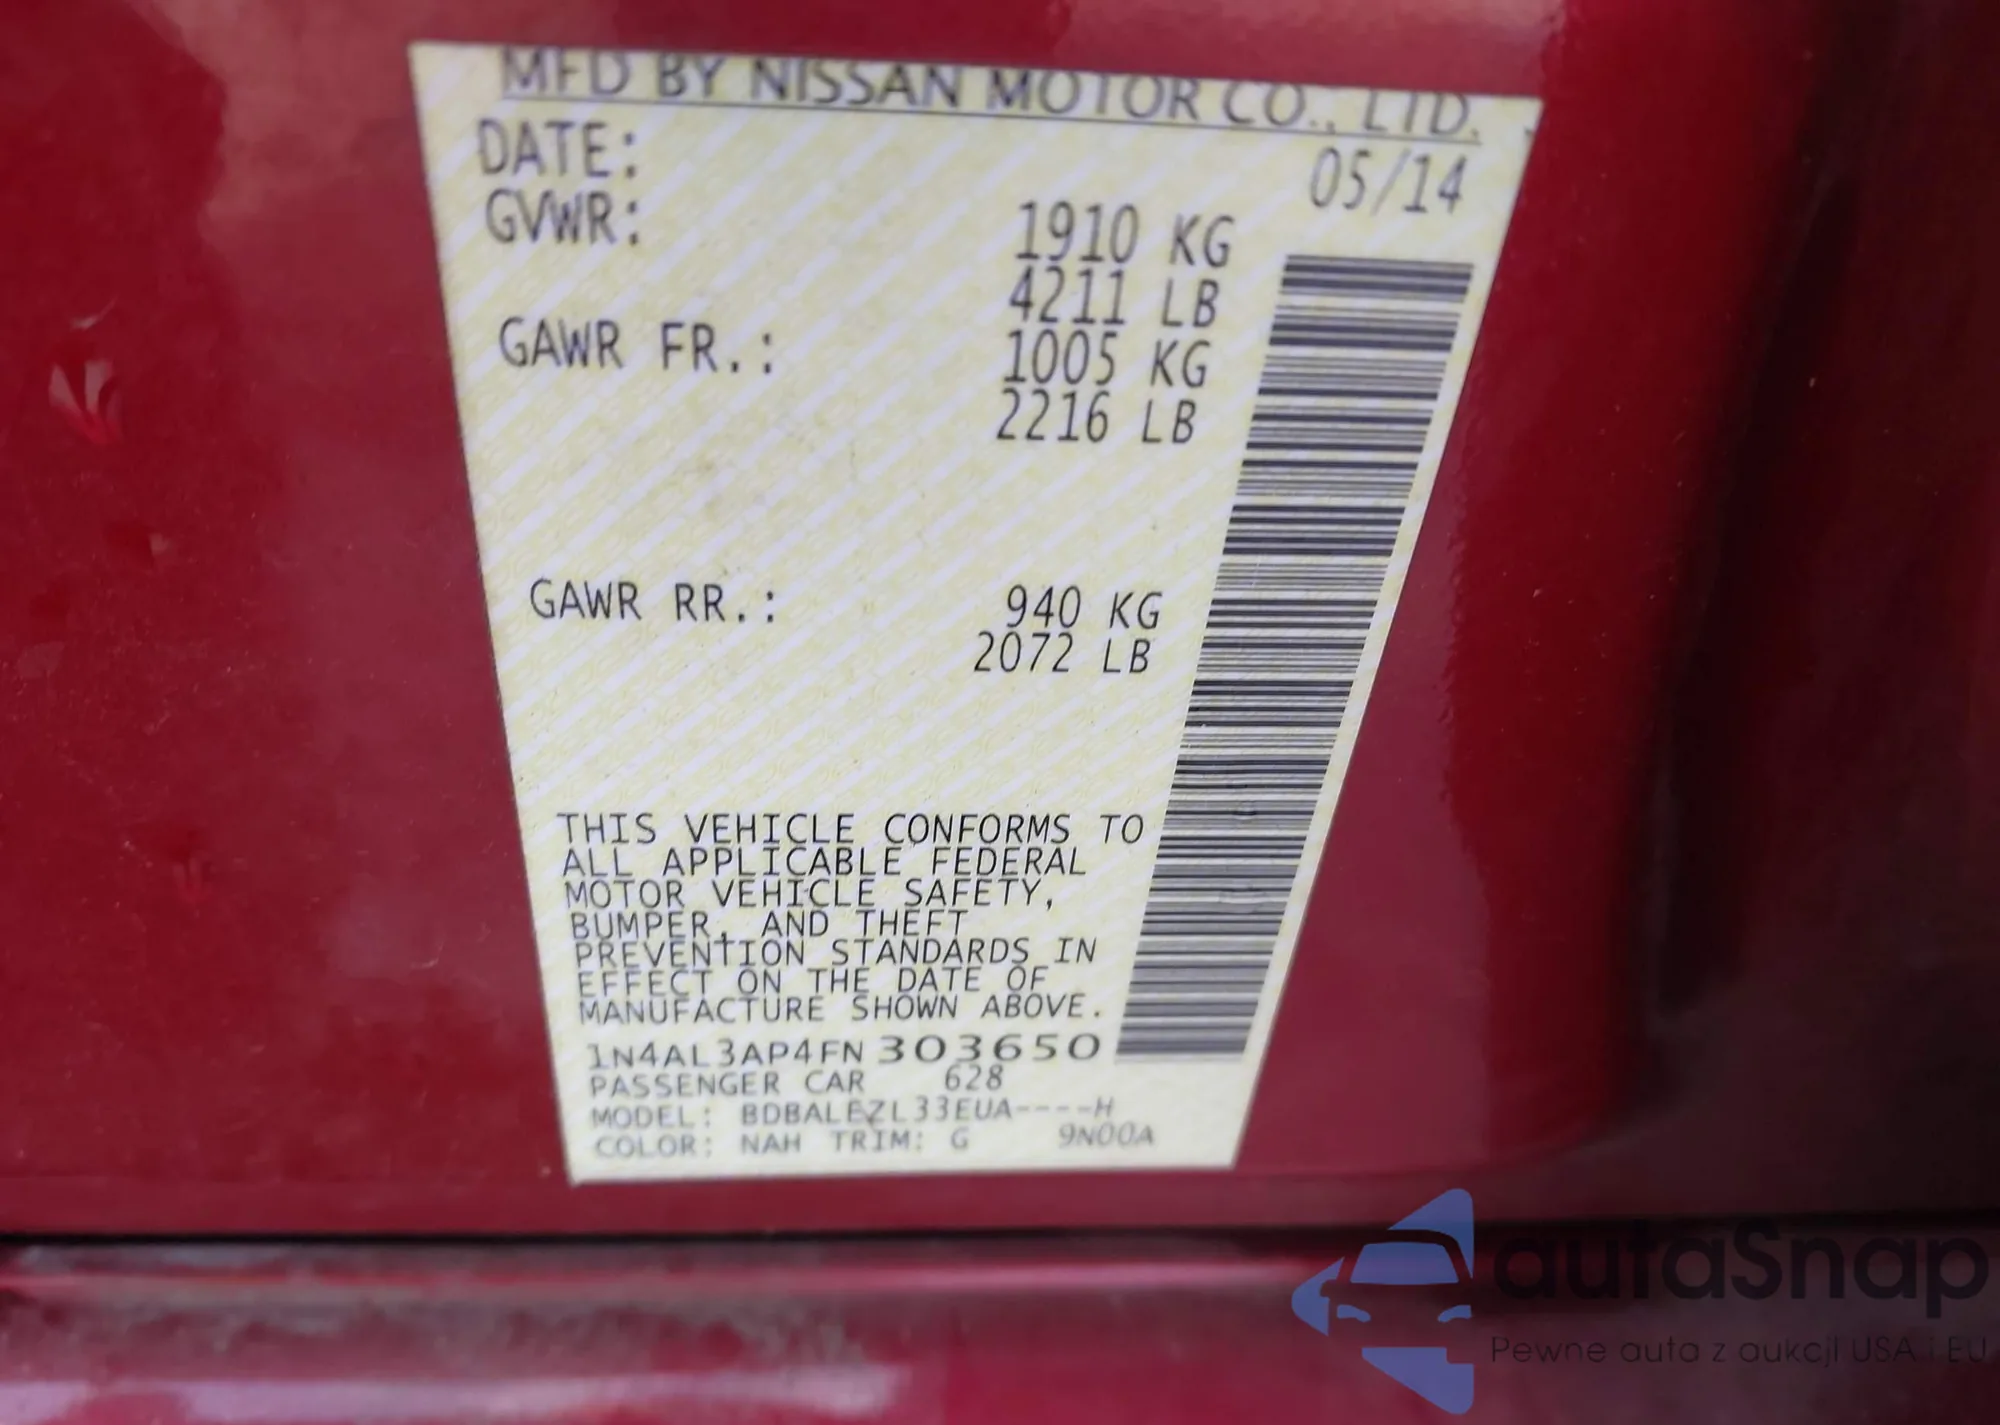 MFD BY NISSAN MOTOR CO., LTD.
DATE: 05/14
GVWR: 1910 KG
4211 LB
GAWR FR.: 1005 KG
2216 LB
GAWR RR.: 940 KG
2072 LB
THIS VEHICLE CONFORMS TO
ALL APPLICABLE FEDERAL
MOTOR VEHICLE SAFETY,
BUMPER, AND THEFT
PREVENTION STANDARDS IN
EFFECT ON THE DATE OF
MANUFACTURE SHOWN ABOVE.
1N4AL3AP4FN303650
PASSENGER CAR 628
MODEL: BDBALEZL33EUA----H
COLOR: NAH TRIM: G 9N00A
autaSnap
Pewne auta z aukcji USA i EU